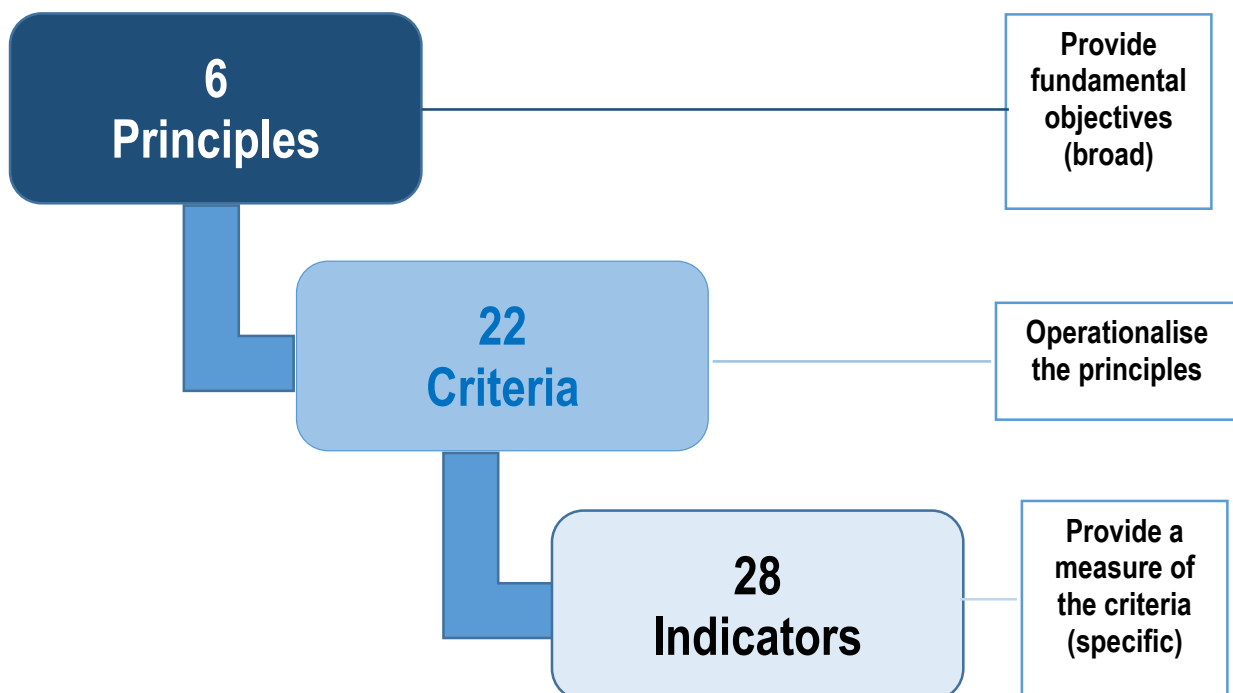 6
Principles
Provide
fundamental
objectives
(broad)
22
Criteria
Operationalise
the principles
28
Indicators
Provide a
measure of
the criteria
(specific)